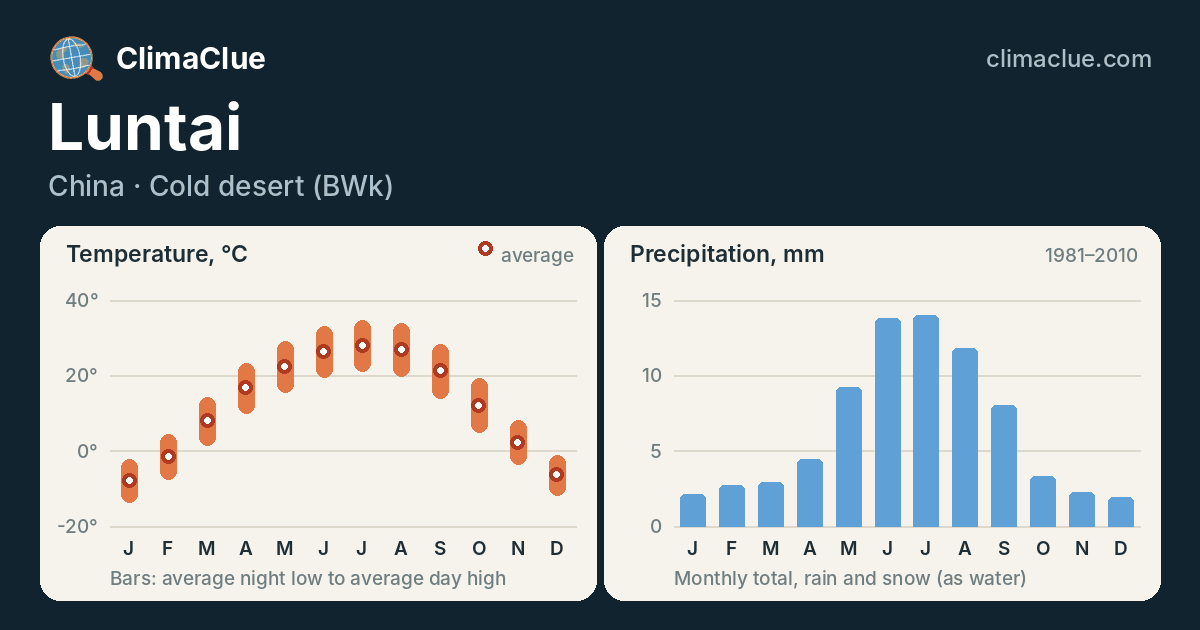 ClimaClue
climaclue.com
Luntai
China · Cold desert (BWk)
Temperature, °C
average
40°
20°
0°
-20°
J F M A M J J A S O N D
Bars: average night low to average day high
Precipitation, mm
1981–2010
15
10
5
0
J F M A M J J A S O N D
Monthly total, rain and snow (as water)